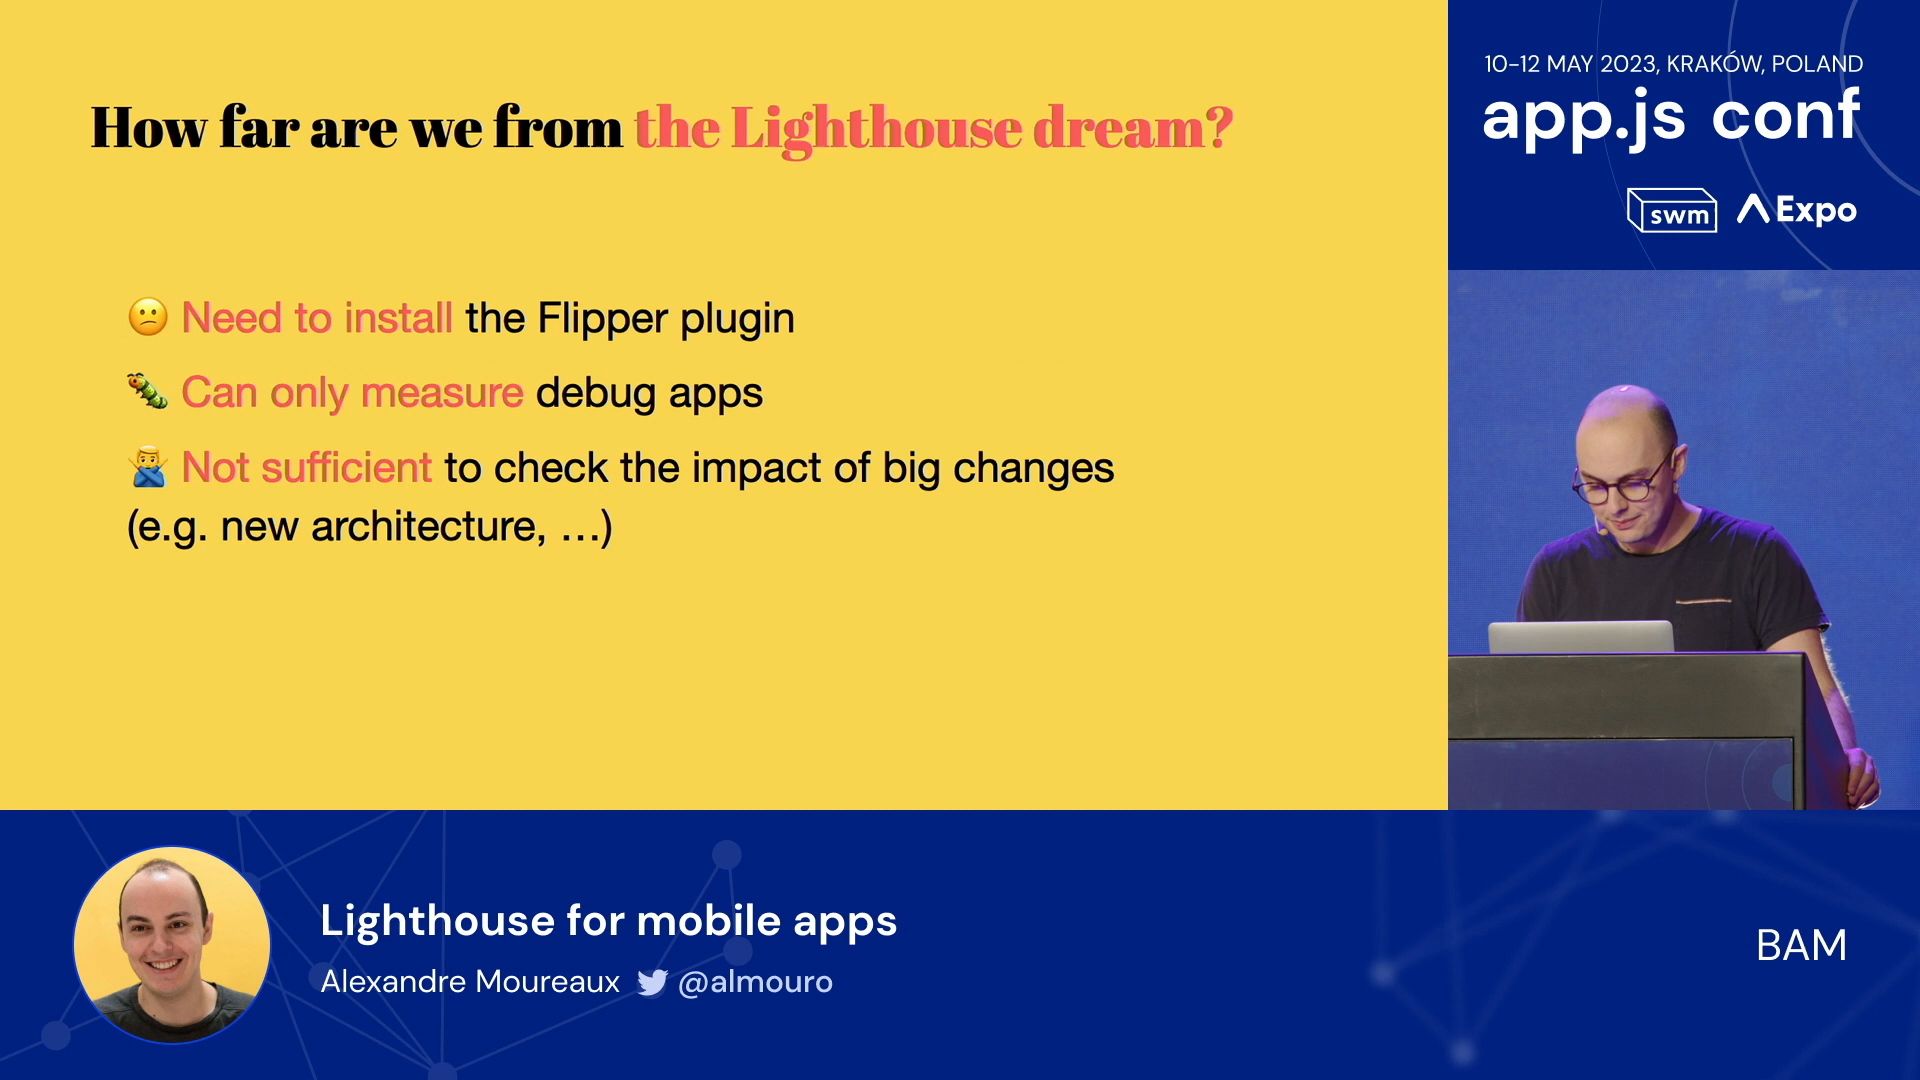 How far are we from the Lighthouse dream?
😕 Need to install the Flipper plugin
🐛 Can only measure debug apps
🙅‍♂️ Not sufficient to check the impact of big changes
(e.g. new architecture, …)
10-12 MAY 2023, KRAKÓW, POLAND
app.js conf
swm Expo
Lighthouse for mobile apps
Alexandre Moureaux @almouro
BAM